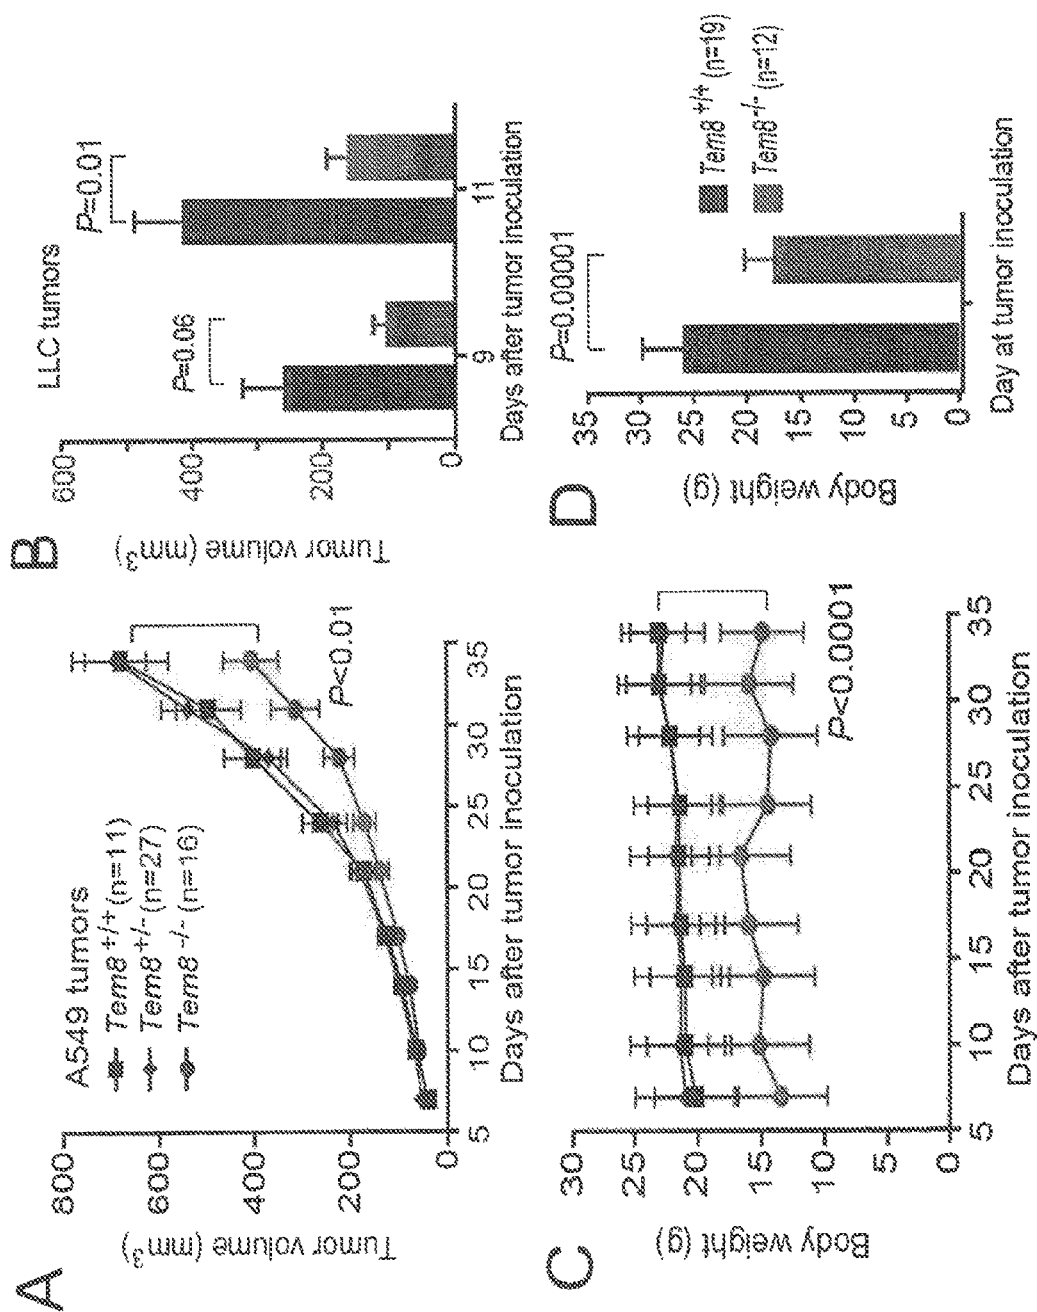 A
A549 tumors
Tem8 +/+ (n=11)
Tem8 +/- (n=27)
Tem8 -/- (n=16)
Tumor volume (mm3)
800
600
400
200
0
5
10
15
20
25
30
35
Days after tumor inoculation
P<0.01
B
LLC tumors
Tumor volume (mm3)
600
400
200
0
P=0.06
P=0.01
9
11
Days after tumor inoculation
C
Body weight (g)
30
25
20
15
10
5
0
5
10
15
20
25
30
35
Days after tumor inoculation
P<0.0001
D
Body weight (g)
35
30
25
20
15
10
5
0
P=0.00001
Day at tumor inoculation
Tem8 +/+ (n=19)
Tem8 -/- (n=12)